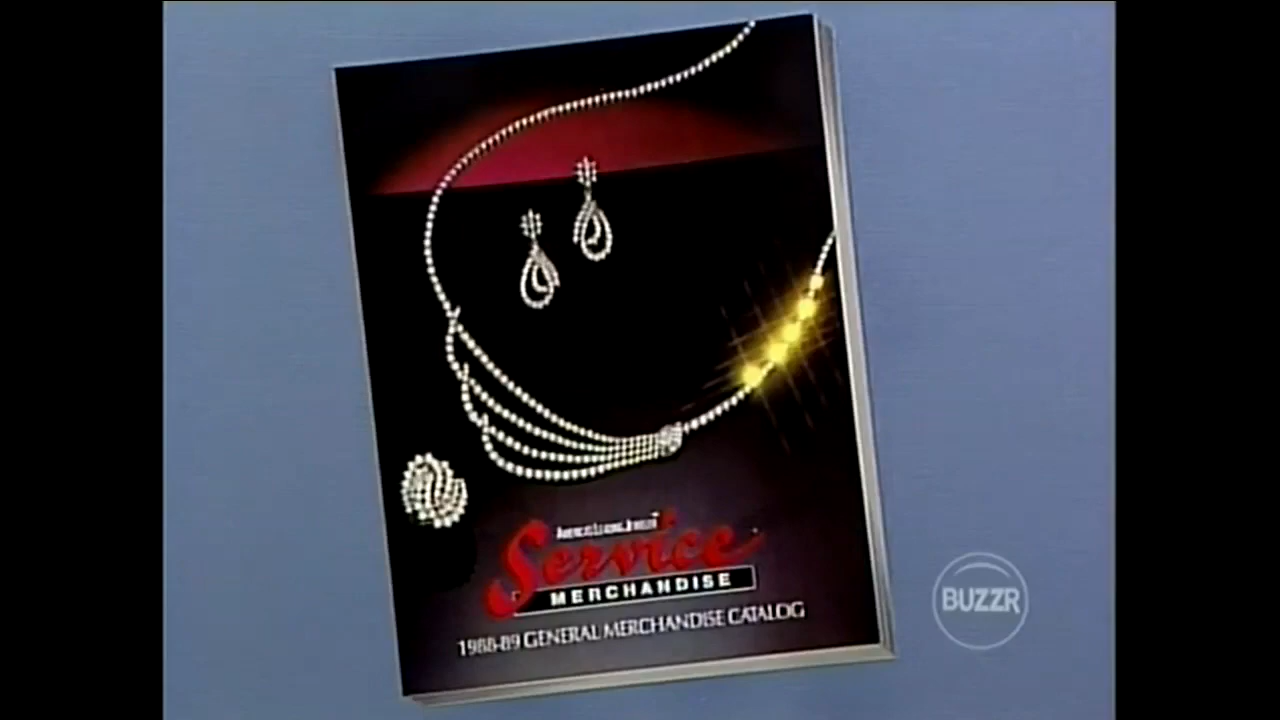 Service
MERCHANDISE
1988-89 GENERAL MERCHANDISE CATALOG
BUZZR